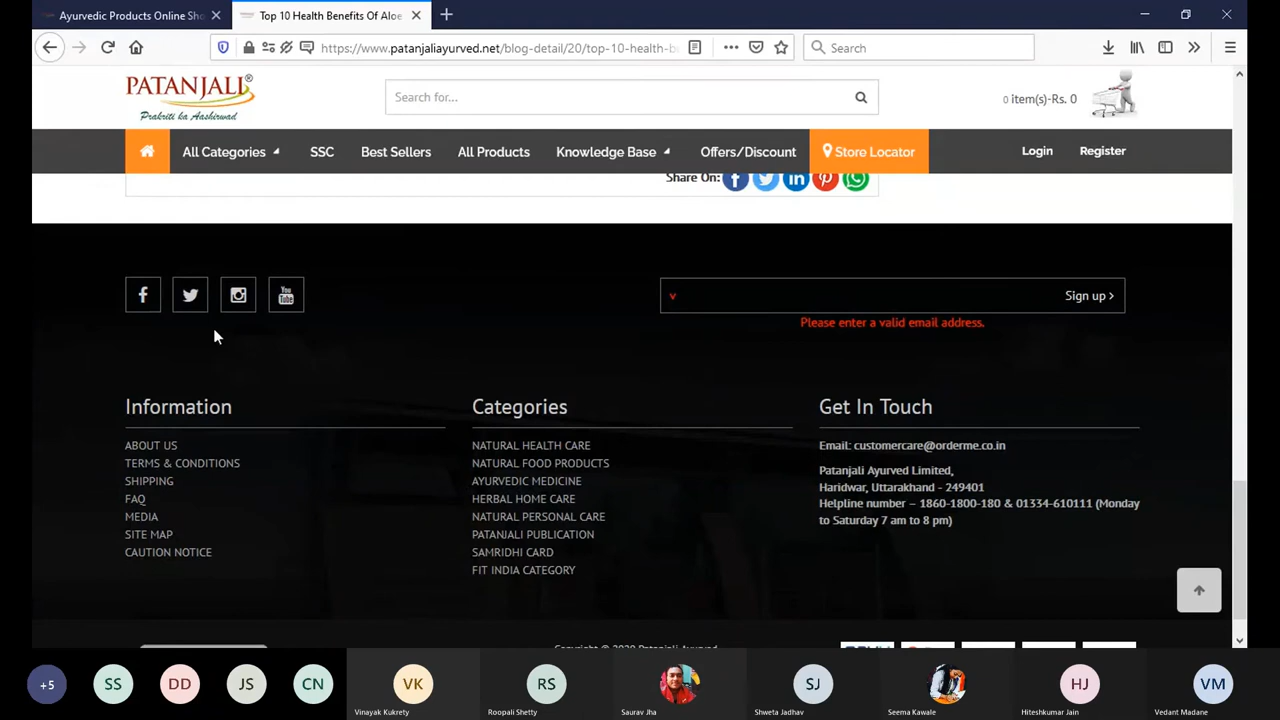 Ayurvedic Products Online Sho
Top 10 Health Benefits Of Aloe
https://www.patanjaliayurved.net/blog-detail/20/top-10-health-b
Search
PATANJALI®
Prakriti ka Aashirwad
Search for...
0 item(s)-Rs. 0
All Categories
SSC
Best Sellers
All Products
Knowledge Base
Offers/Discount
Store Locator
Login
Register
Share On:
You
Tube
v
Sign up
Please enter a valid email address.
Information
ABOUT US
TERMS & CONDITIONS
SHIPPING
FAQ
MEDIA
SITE MAP
CAUTION NOTICE
Categories
NATURAL HEALTH CARE
NATURAL FOOD PRODUCTS
AYURVEDIC MEDICINE
HERBAL HOME CARE
NATURAL PERSONAL CARE
PATANJALI PUBLICATION
SAMRIDHI CARD
FIT INDIA CATEGORY
Get In Touch
Email: customercare@orderme.co.in
Patanjali Ayurved Limited,
Haridwar, Uttarakhand - 249401
Helpline number – 1860-1800-180 & 01334-610111 (Monday
to Saturday 7 am to 8 pm)
Copyright © 2020 Patanjali Ayurved
+5
SS
DD
JS
CN
VK
Vinayak Kukrety
RS
Roopali Shetty
Saurav Jha
SJ
Shweta Jadhav
Seema Kawale
HJ
Hiteshkumar Jain
VM
Vedant Madane